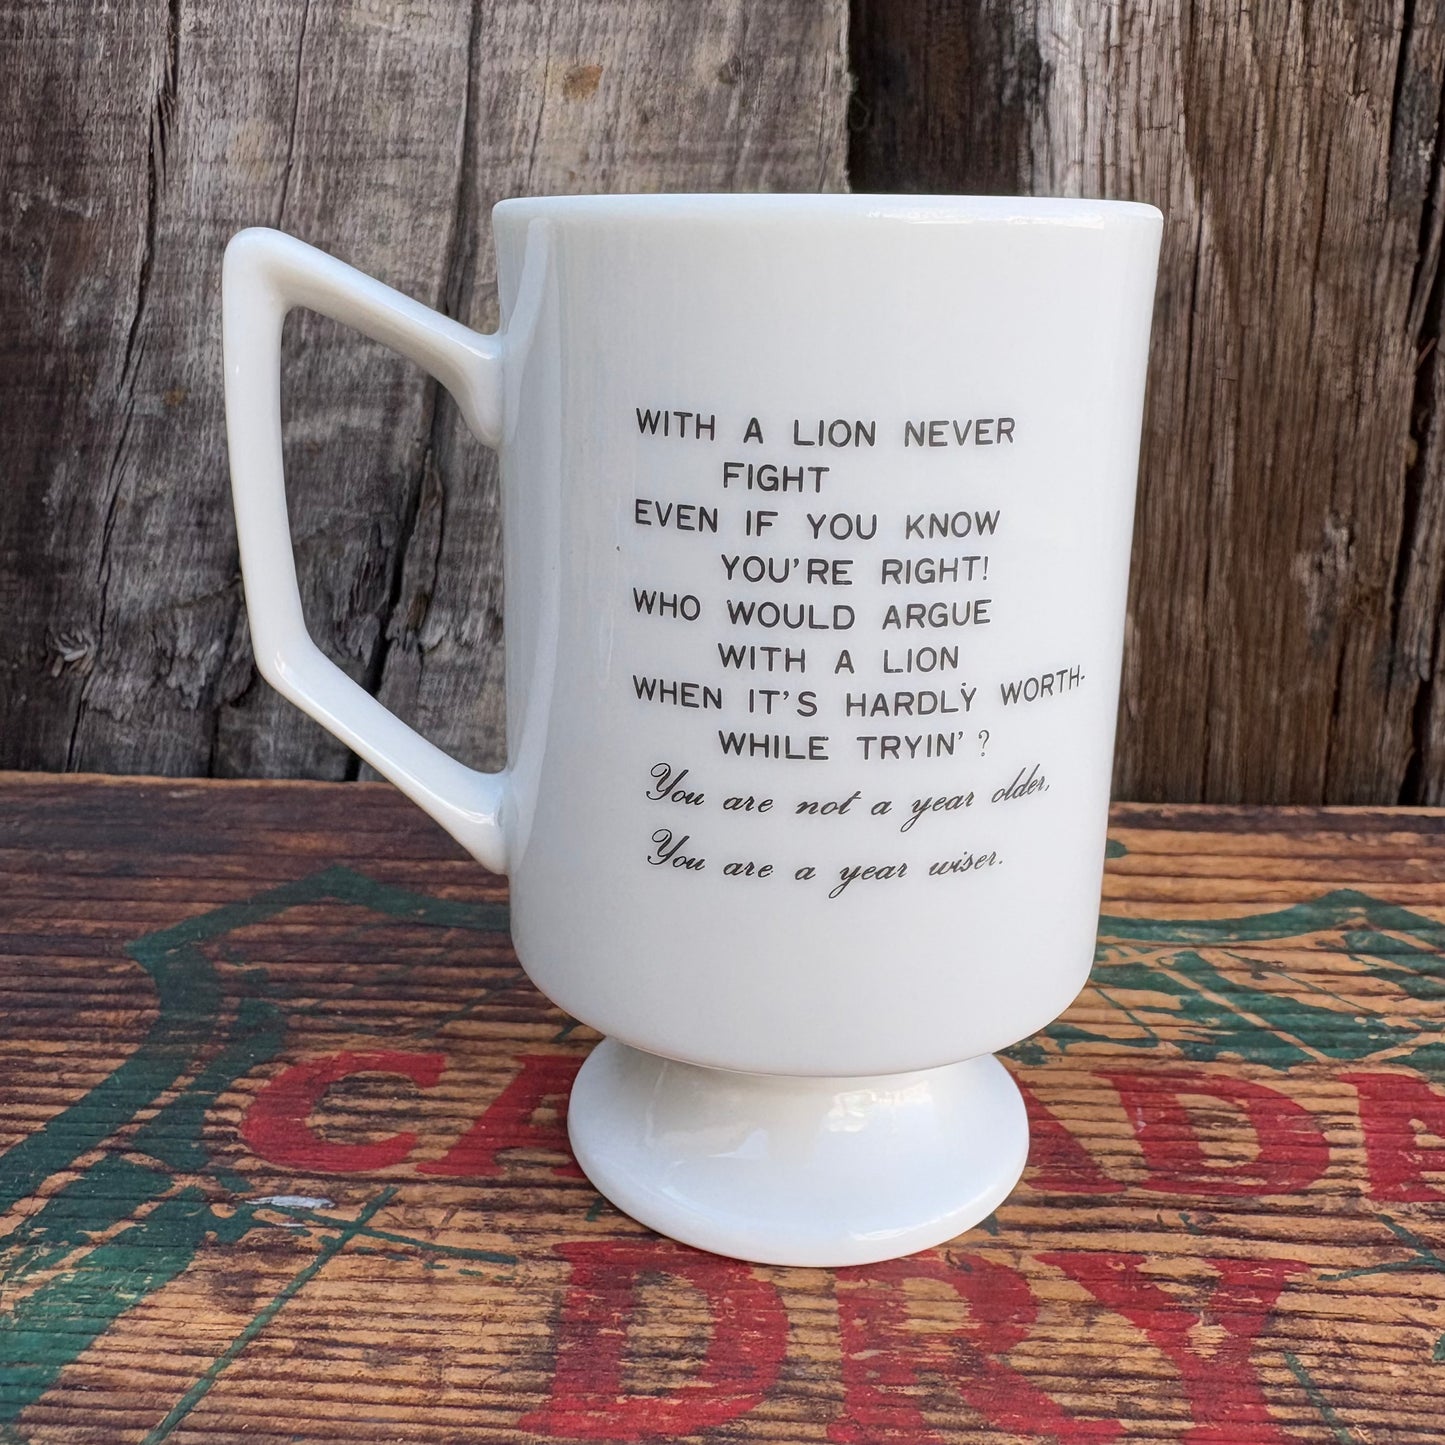 WITH A LION NEVER
FIGHT
EVEN IF YOU KNOW
YOU'RE RIGHT!
WHO WOULD ARGUE
WITH A LION
WHEN IT'S HARDLY WORTH-
WHILE TRYIN'?
You are not a year older,
You are a year wiser.
CANADA
DRY